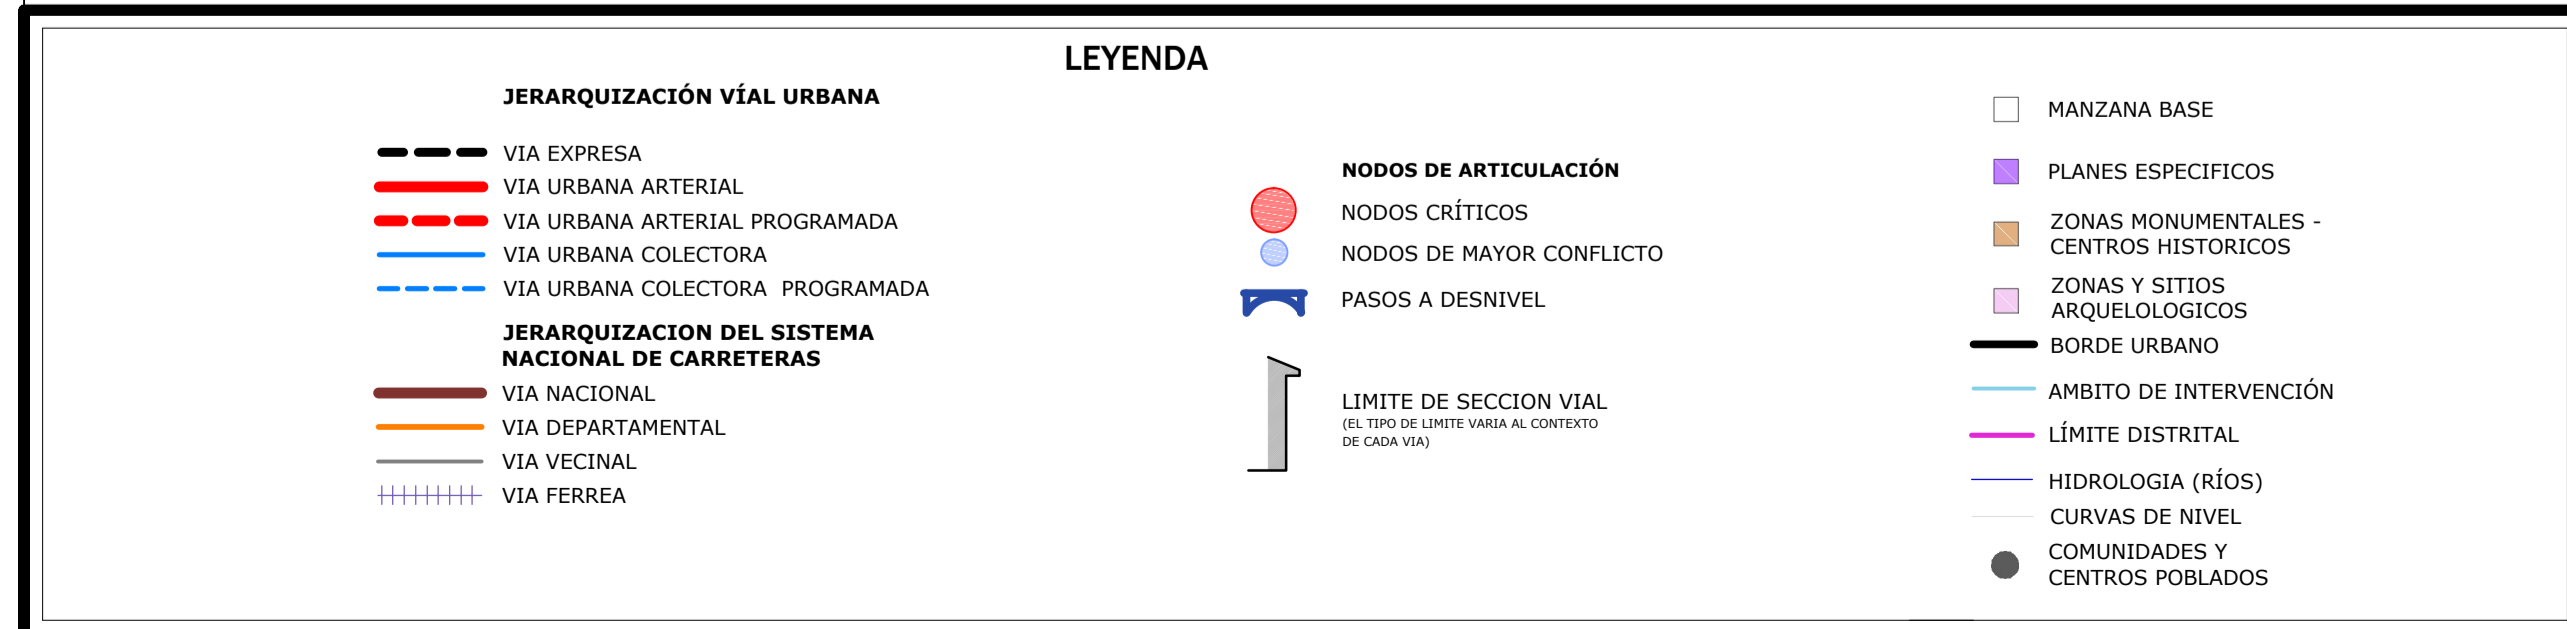 LEYENDA
JERARQUIZACIÓN VÍAL URBANA
VIA EXPRESA
VIA URBANA ARTERIAL
VIA URBANA ARTERIAL PROGRAMADA
VIA URBANA COLECTORA
VIA URBANA COLECTORA PROGRAMADA
JERARQUIZACION DEL SISTEMA
NACIONAL DE CARRETERAS
VIA NACIONAL
VIA DEPARTAMENTAL
VIA VECINAL
VIA FERREA
NODOS DE ARTICULACIÓN
NODOS CRÍTICOS
NODOS DE MAYOR CONFLICTO
PASOS A DESNIVEL
LIMITE DE SECCION VIAL
(EL TIPO DE LIMITE VARIA AL CONTEXTO
DE CADA VIA)
MANZANA BASE
PLANES ESPECIFICOS
ZONAS MONUMENTALES -
CENTROS HISTORICOS
ZONAS Y SITIOS
ARQUELOLOGICOS
BORDE URBANO
AMBITO DE INTERVENCIÓN
LÍMITE DISTRITAL
HIDROLOGIA (RÍOS)
CURVAS DE NIVEL
COMUNIDADES Y
CENTROS POBLADOS